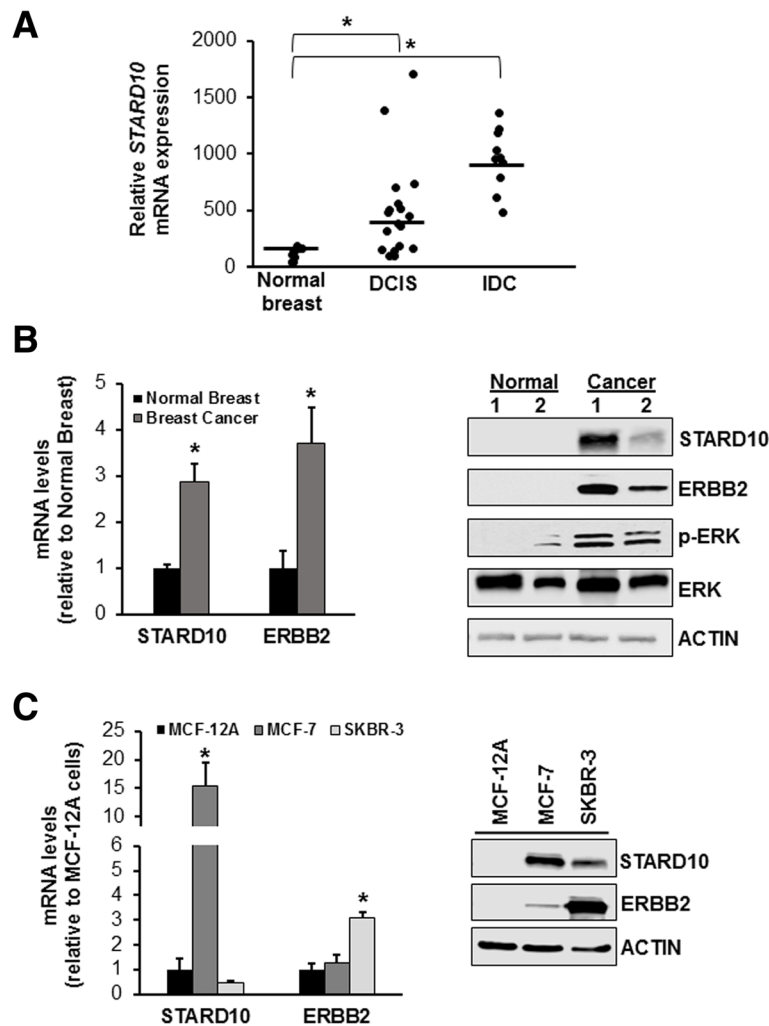 A
Relative STARD10
mRNA expression
2000
1500
1000
500
0
*
*
Normal
breast
DCIS
IDC
B
mRNA levels
(relative to Normal Breast)
5
4
3
2
1
0
Normal Breast
Breast Cancer
*
*
STARD10
ERBB2
Normal
Cancer
1 2 1 2
STARD10
ERBB2
p-ERK
ERK
ACTIN
C
mRNA levels
(relative to MCF-12A cells)
25
20
15
10
6
5
4
3
2
1
0
MCF-12A MCF-7 SKBR-3
*
*
STARD10
ERBB2
MCF-12A
MCF-7
SKBR-3
STARD10
ERBB2
ACTIN